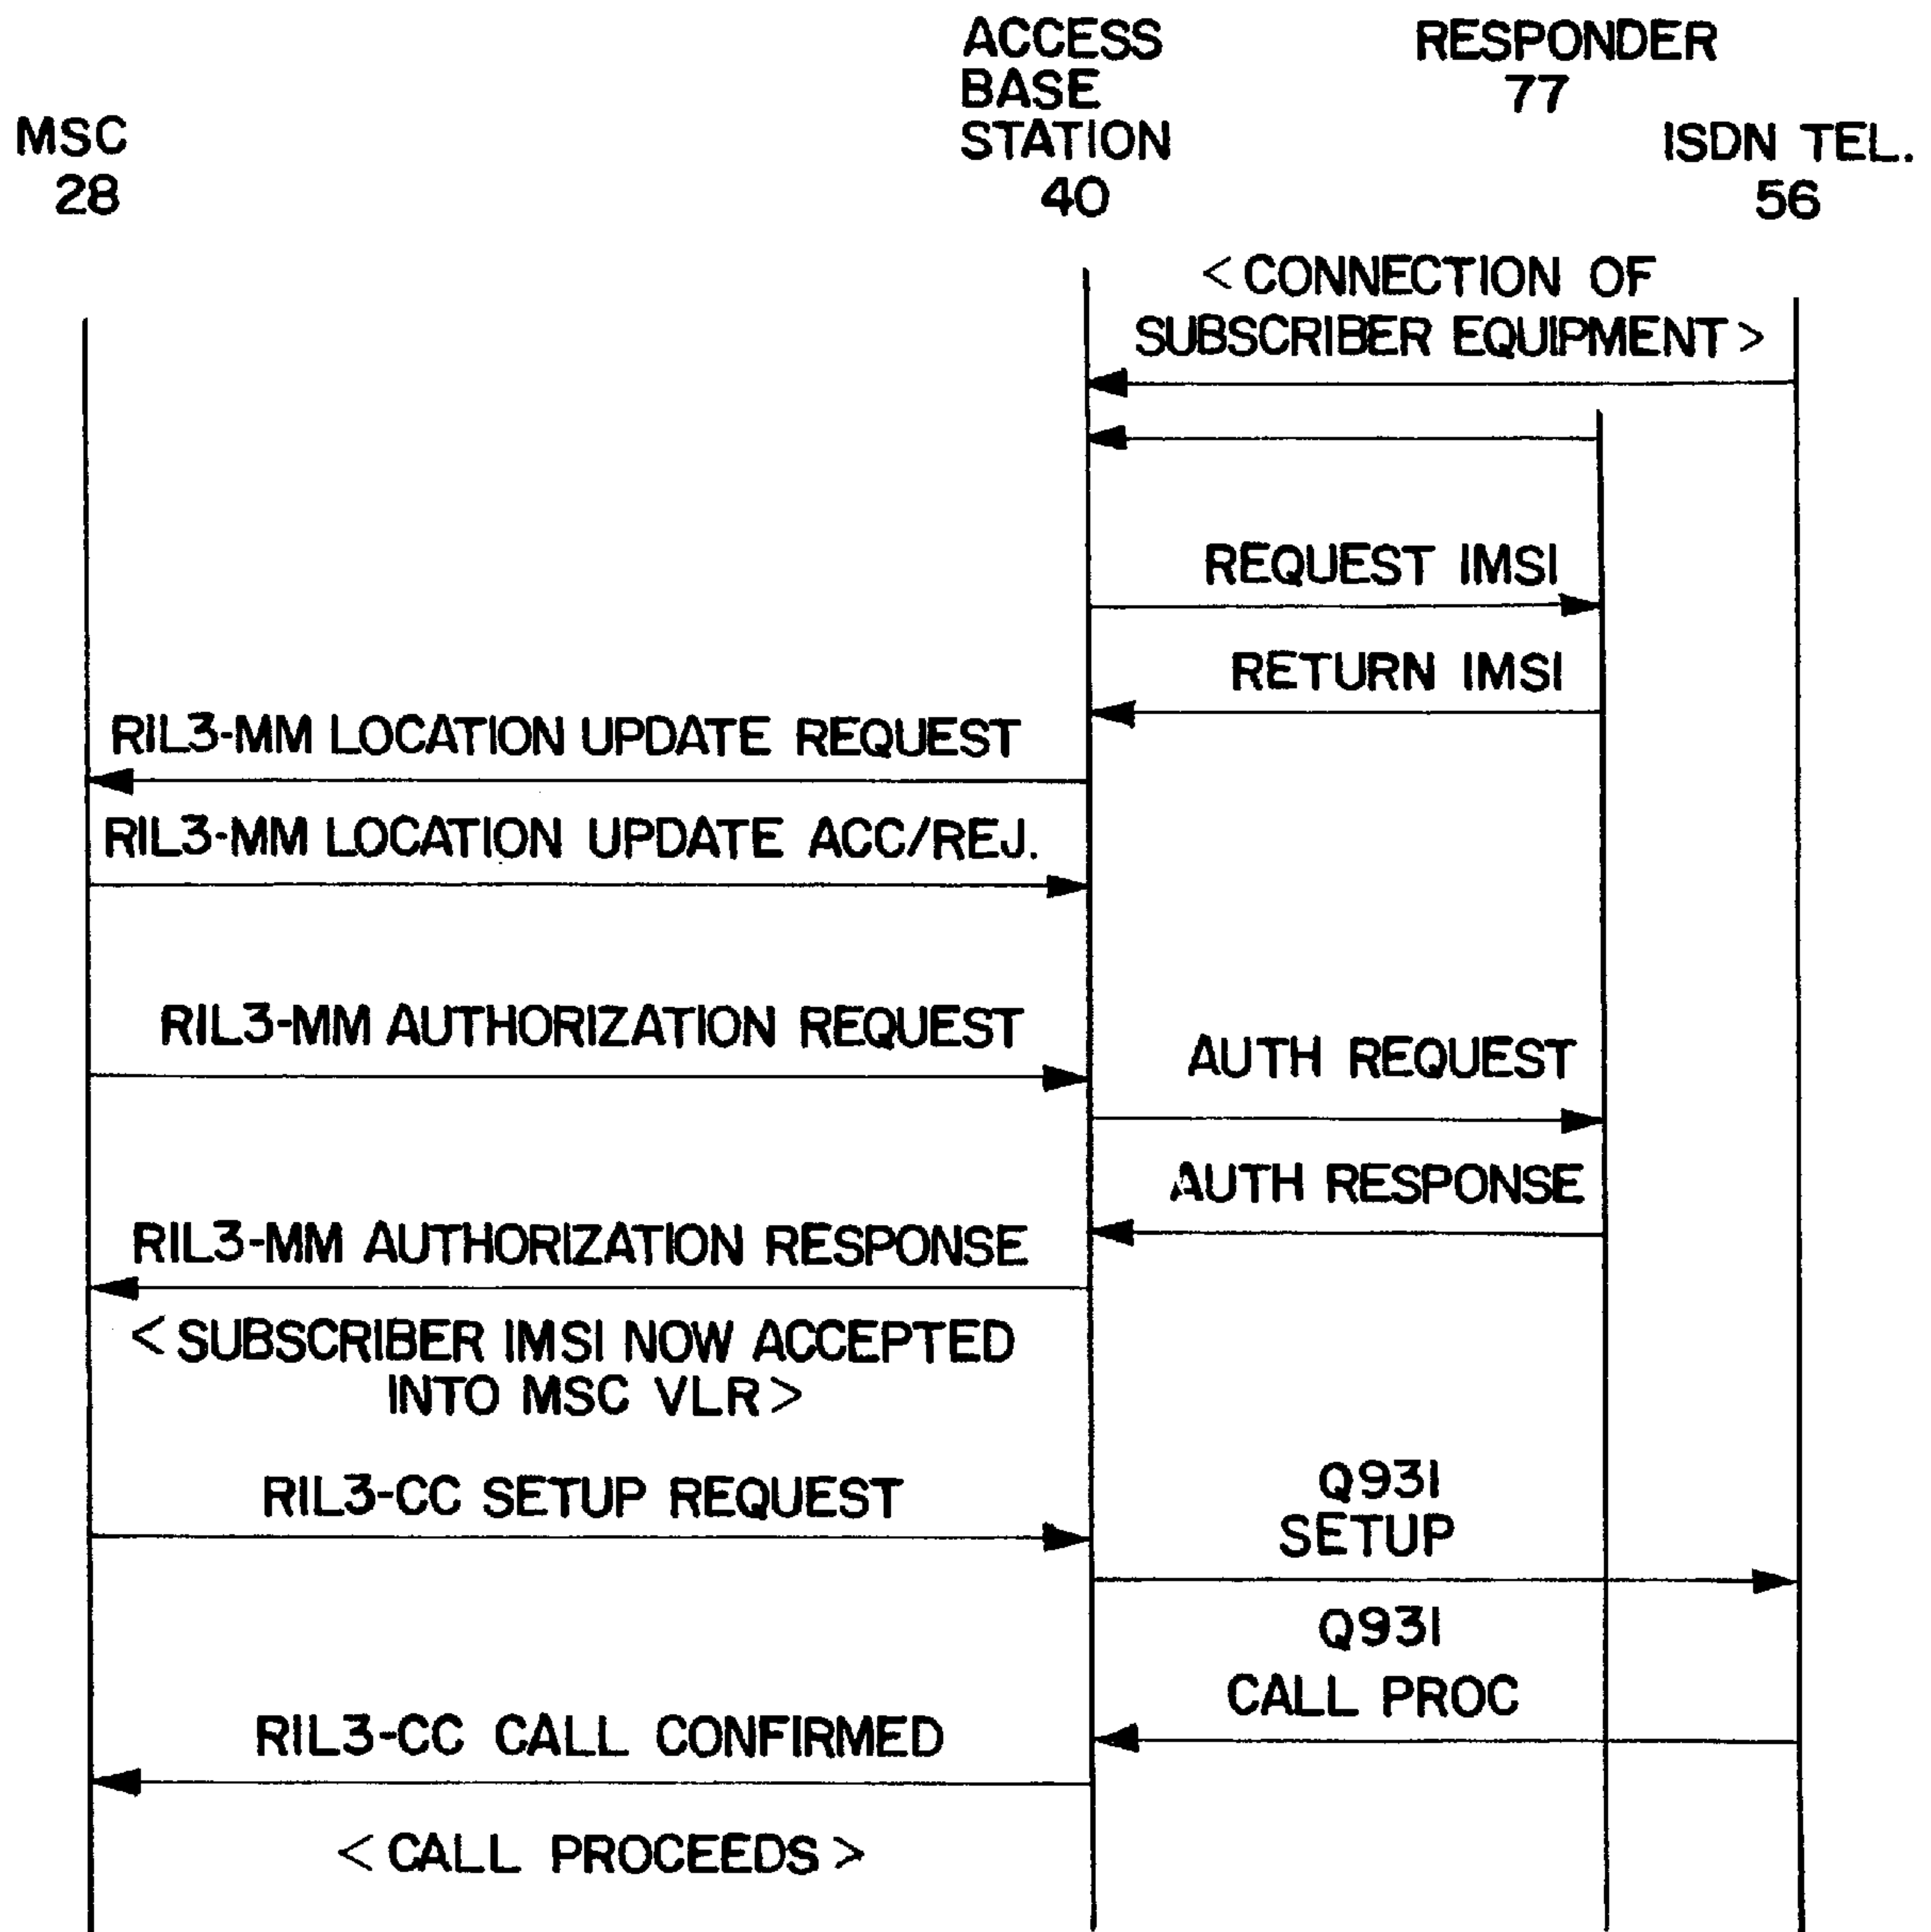 ACCESS
BASE
STATION
40
RESPONDER
77
MSC
28
ISDN TEL.
56
< CONNECTION OF
SUBSCRIBER EQUIPMENT >
REQUEST IMSI
RETURN IMSI
RIL3-MM LOCATION UPDATE REQUEST
RIL3-MM LOCATION UPDATE ACC/REJ.
RIL3-MM AUTHORIZATION REQUEST
AUTH REQUEST
AUTH RESPONSE
RIL3-MM AUTHORIZATION RESPONSE
< SUBSCRIBER IMSI NOW ACCEPTED
INTO MSC VLR >
RIL3-CC SETUP REQUEST
Q931
SETUP
Q931
CALL PROC
RIL3-CC CALL CONFIRMED
< CALL PROCEEDS >